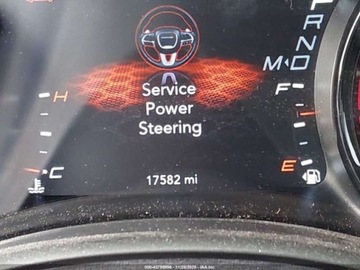 P
R
N
M D
H
F
Service
Power
Steering
C
E
17582 mi